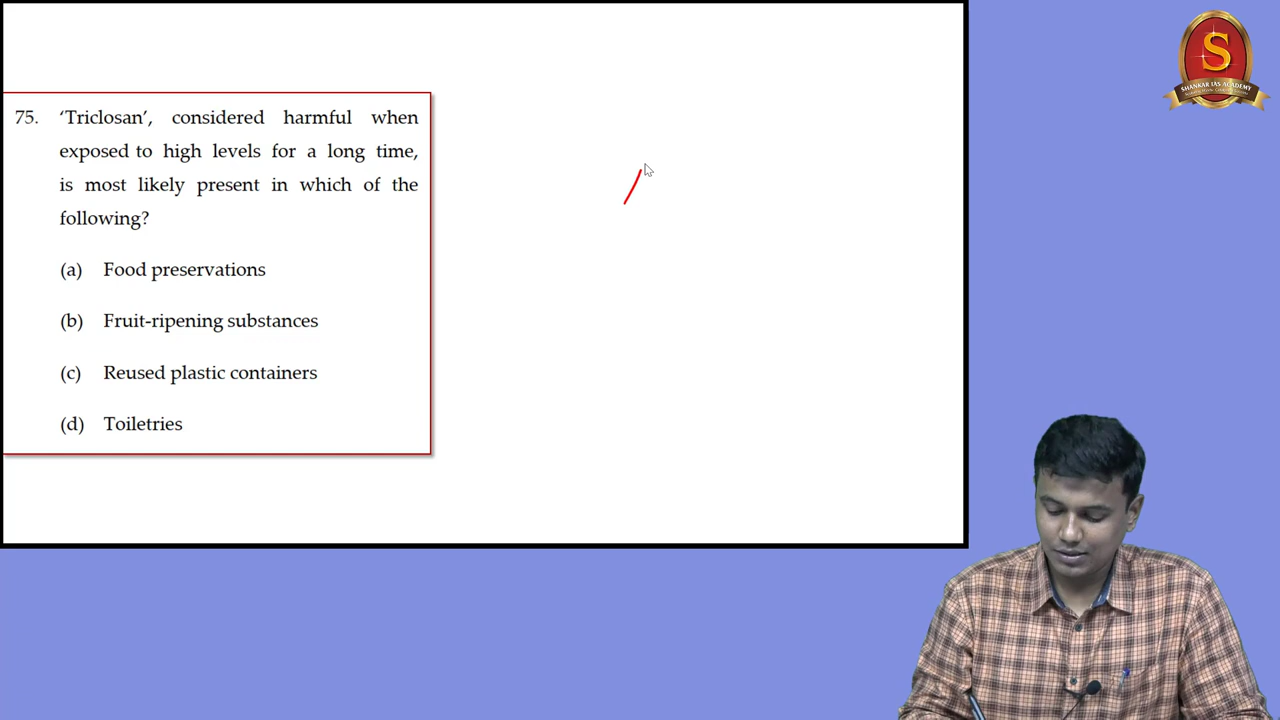 75. ‘Triclosan’, considered harmful when
exposed to high levels for a long time,
is most likely present in which of the
following?
(a) Food preservations
(b) Fruit-ripening substances
(c) Reused plastic containers
(d) Toiletries
S
SHANKAR IAS ACADEMY